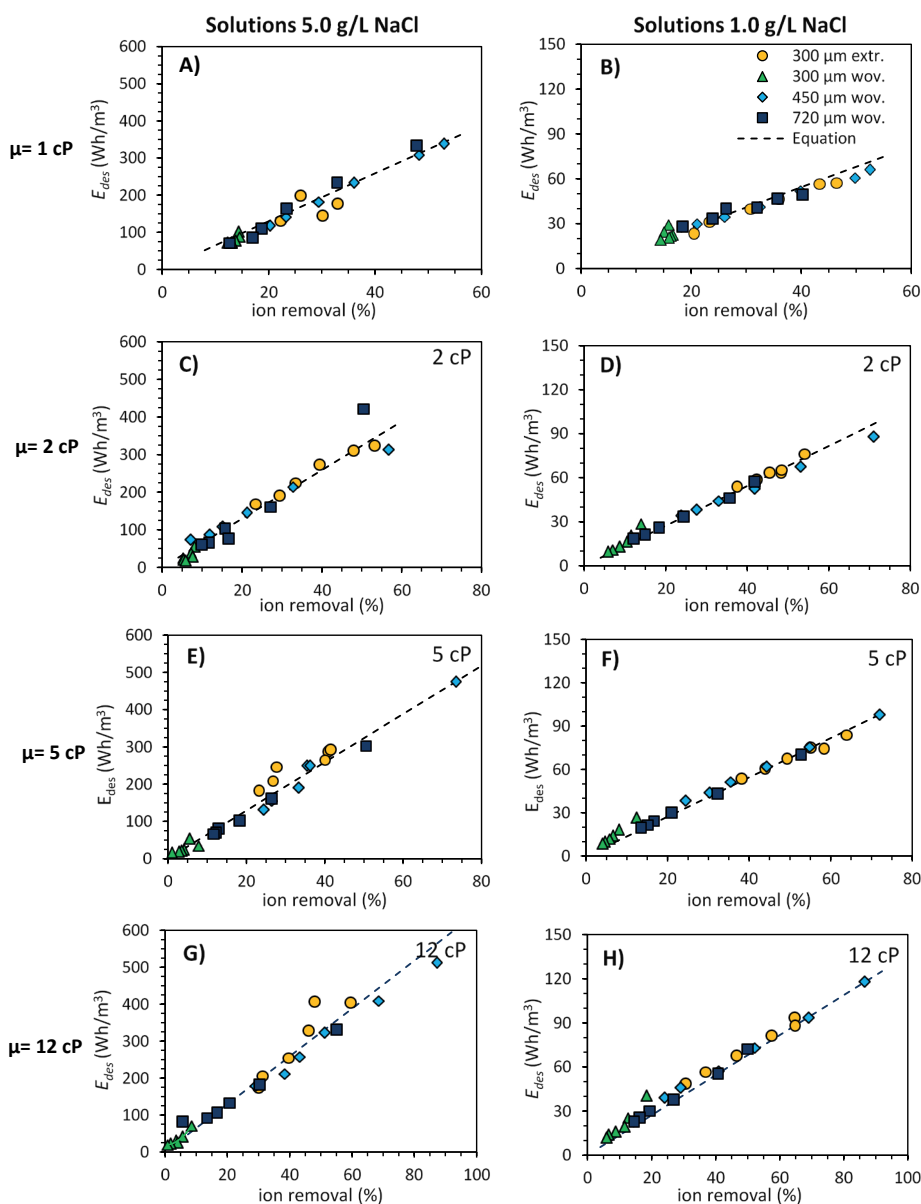 Solutions 5.0 g/L NaCl
Solutions 1.0 g/L NaCl
μ= 1 cP
A)
E_des (Wh/m³)
600
500
400
300
200
100
0
0 20 40 60
ion removal (%)
B)
300 μm extr.
300 μm wov.
450 μm wov.
720 μm wov.
Equation
E_des (Wh/m³)
150
120
90
60
30
0
0 20 40 60
ion removal (%)
μ= 2 cP
C)
2 cP
E_des (Wh/m³)
600
500
400
300
200
100
0
0 20 40 60 80
ion removal (%)
D)
2 cP
E_des (Wh/m³)
150
120
90
60
30
0
0 20 40 60 80
ion removal (%)
μ= 5 cP
E)
5 cP
E_des (Wh/m³)
600
500
400
300
200
100
0
0 20 40 60 80
ion removal (%)
F)
5 cP
E_des (Wh/m³)
150
120
90
60
30
0
0 20 40 60 80
ion removal (%)
μ= 12 cP
G)
12 cP
E_des (Wh/m³)
600
500
400
300
200
100
0
0 20 40 60 80 100
ion removal (%)
H)
12 cP
E_des (Wh/m³)
150
120
90
60
30
0
0 20 40 60 80 100
ion removal (%)